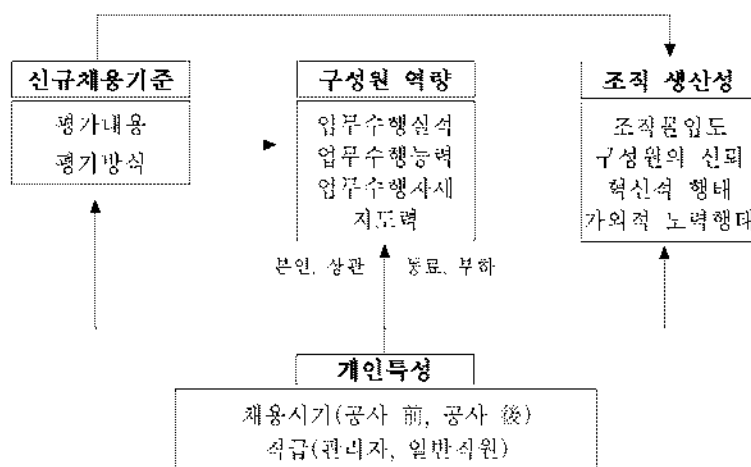 신규채용기준
평가내용
평가방식
구성원 역량
업무수행실적
업무수행능력
업무수행자세
지도력
조직 생산성
조직몰입도
구성원의 신뢰
혁신적 행태
가외적 노력행태
본인, 상관 동료, 부하
개인특성
채용시기(공사 前, 공사 後)
직급(관리자, 일반직원)